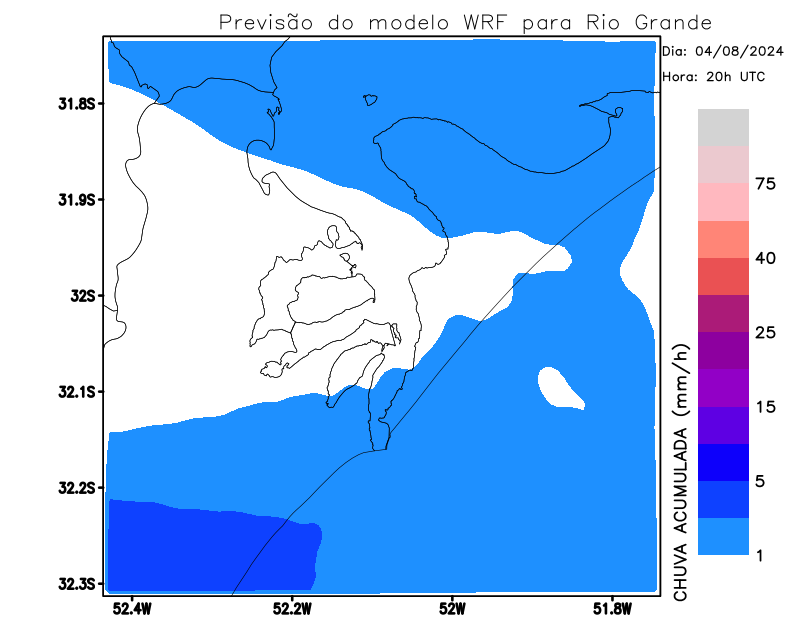 Previsão do modelo WRF para Rio Grande
Dia: 04/08/2024
Hora: 20h UTC
31.8S
31.9S
32S
32.1S
32.2S
32.3S
52.4W
52.2W
52W
51.8W
75
40
25
15
5
1
CHUVA ACUMULADA (mm/h)